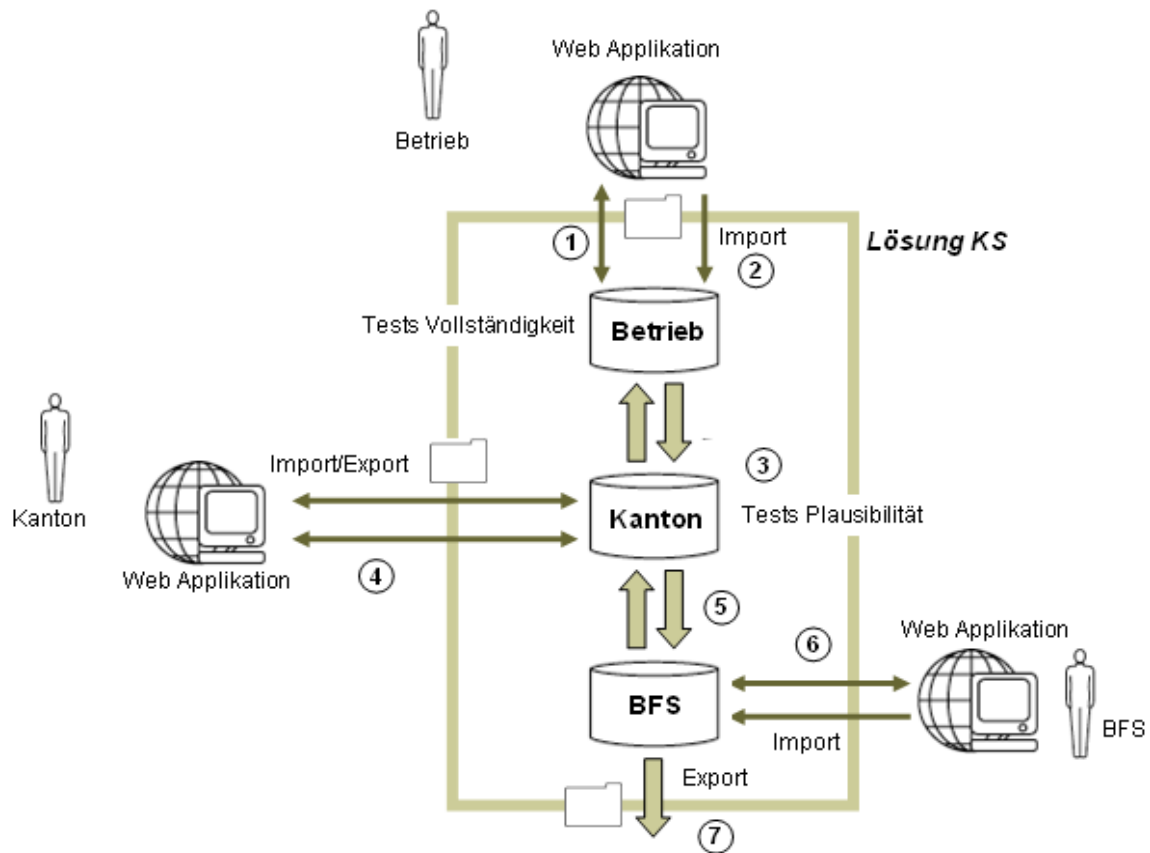 Web Applikation
Betrieb
1
Import
2
Lösung KS
Tests Vollständigkeit
Betrieb
Import/Export
3
Kanton
Kanton
Tests Plausibilität
Web Applikation
4
5
Web Applikation
6
BFS
Import
BFS
Export
7